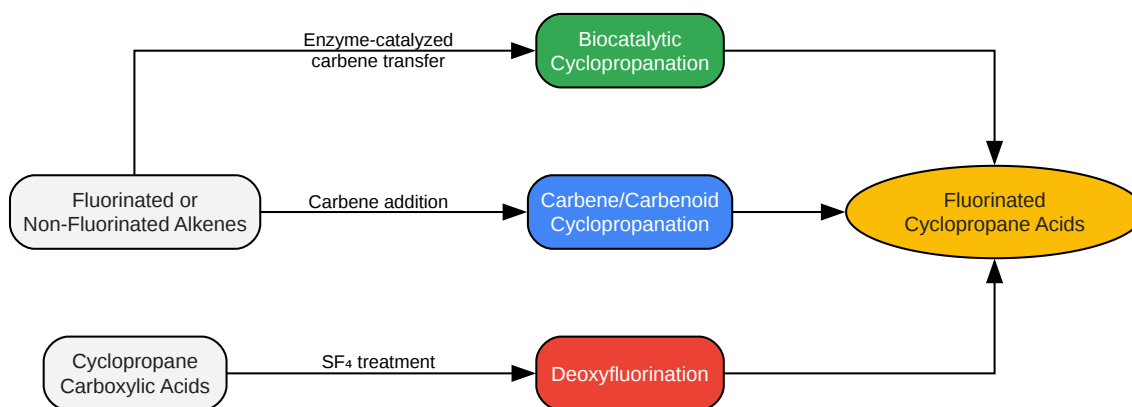 Enzyme-catalyzed
carbene transfer
Biocatalytic
Cyclopropanation
Fluorinated or
Non-Fluorinated Alkenes
Carbene addition
Carbene/Carbenoid
Cyclopropanation
Fluorinated
Cyclopropane Acids
Cyclopropane
Carboxylic Acids
SF₄ treatment
Deoxyfluorination